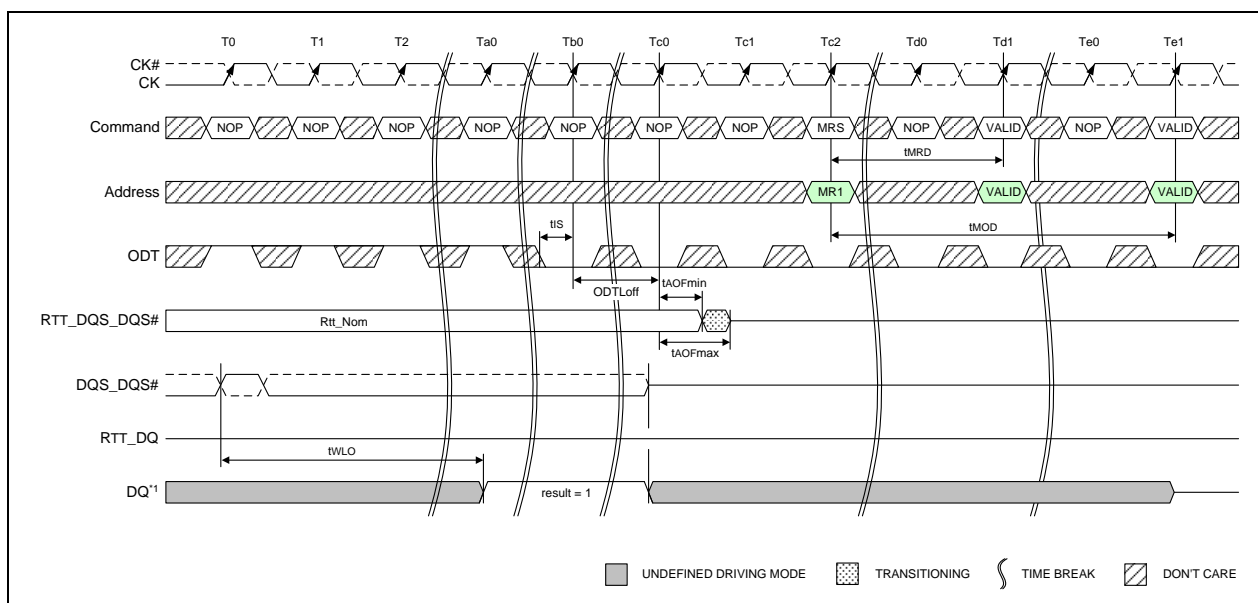 T0 T1 T2 Ta0 Tb0 Tc0 Tc1 Tc2 Td0 Td1 Te0 Te1
CK#
CK
Command NOP NOP NOP NOP NOP NOP NOP MRS NOP VALID NOP VALID
tMRD
Address MR1 VALID VALID
tIS
tMOD
ODT
ODTLoff
tAOFmin
RTT_DQS_DQS# Rtt_Nom
tAOFmax
DQS_DQS#
RTT_DQ
tWLO
DQ*1 result = 1
UNDEFINED DRIVING MODE TRANSITIONING TIME BREAK DON'T CARE